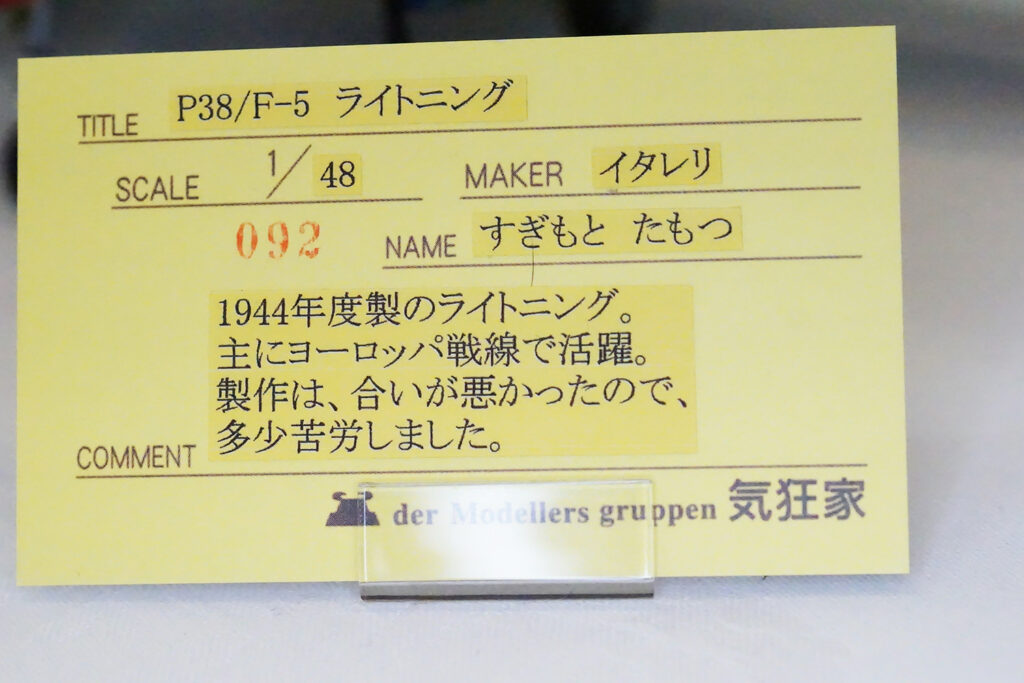 TITLE P38/F-5 ライトニング
SCALE 1/48 MAKER イタレリ
092 NAME すぎもと たもつ
1944年度製のライトニング。
主にヨーロッパ戦線で活躍。
製作は、合いが悪かったので、
多少苦労しました。
COMMENT
der Modellers gruppen 気狂家